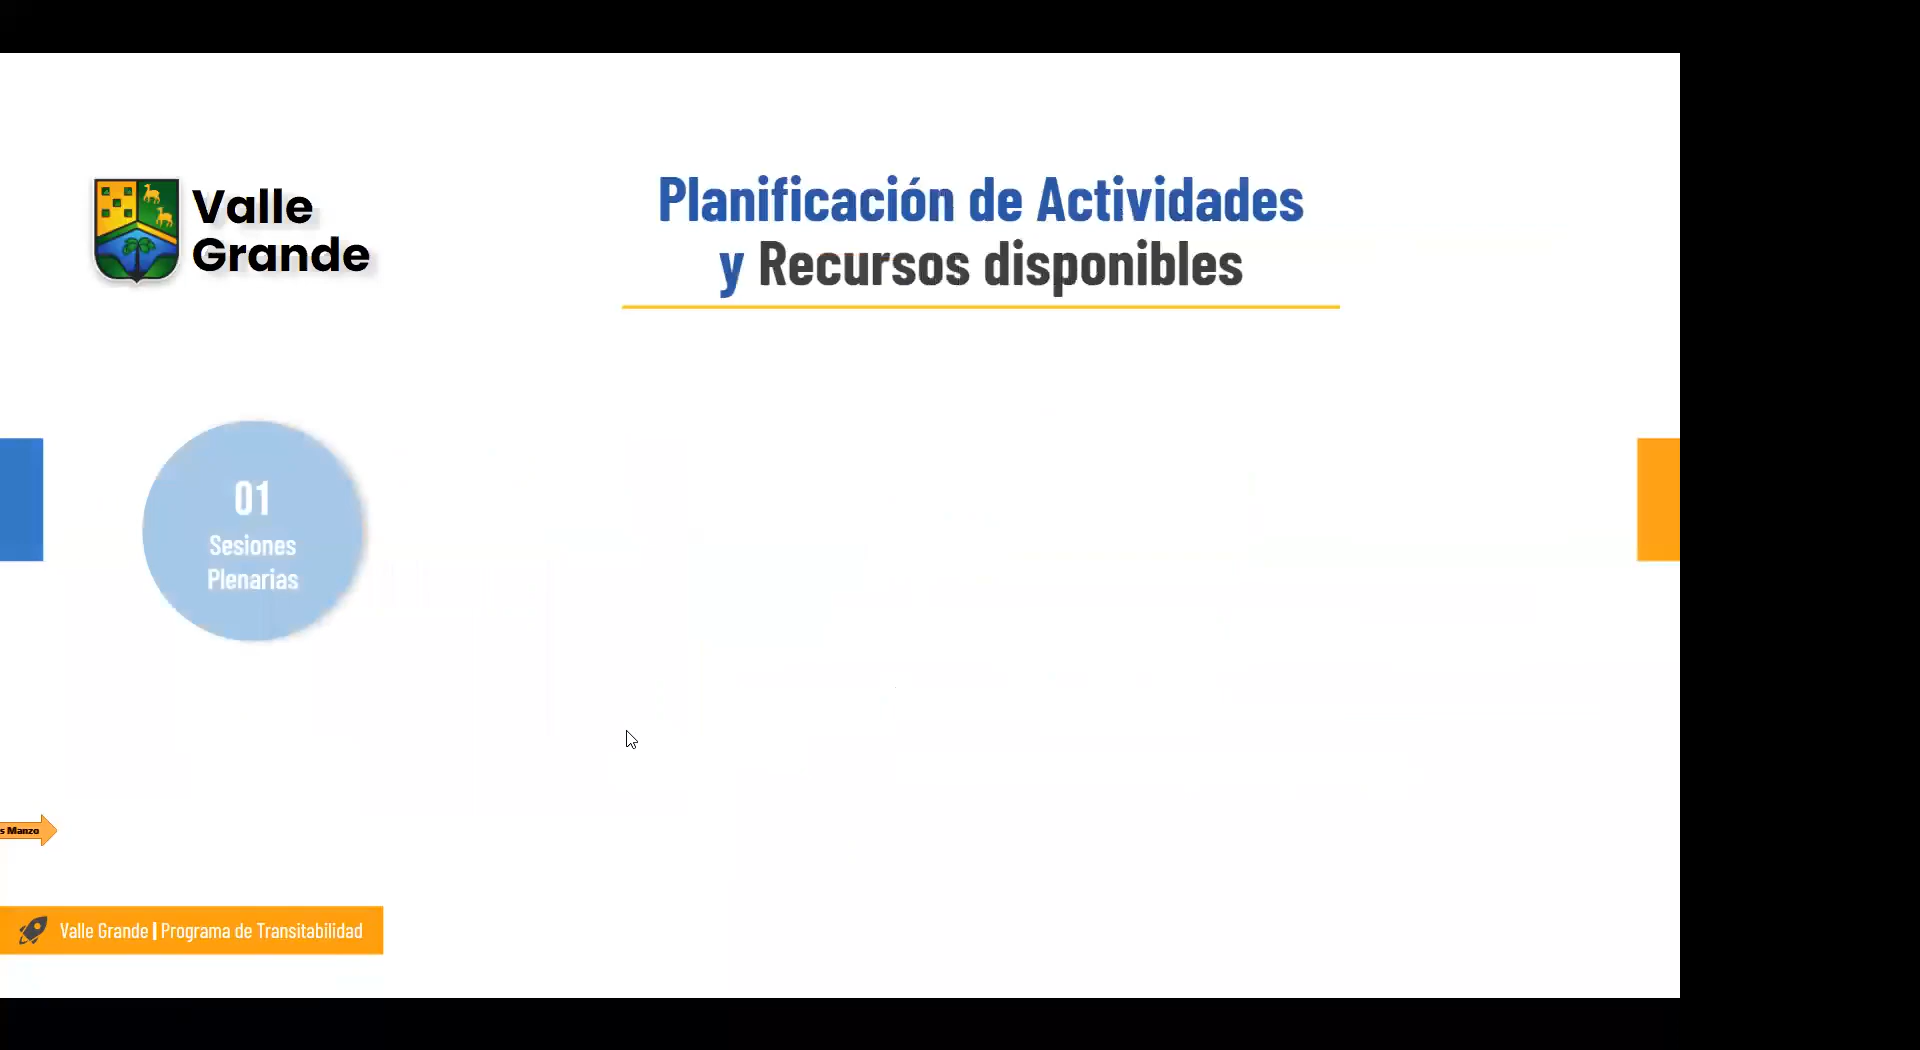 Valle
Grande
Planificación de Actividades
y Recursos disponibles
01
Sesiones
Plenarias
s Manzo
Valle Grande | Programa de Transitabilidad